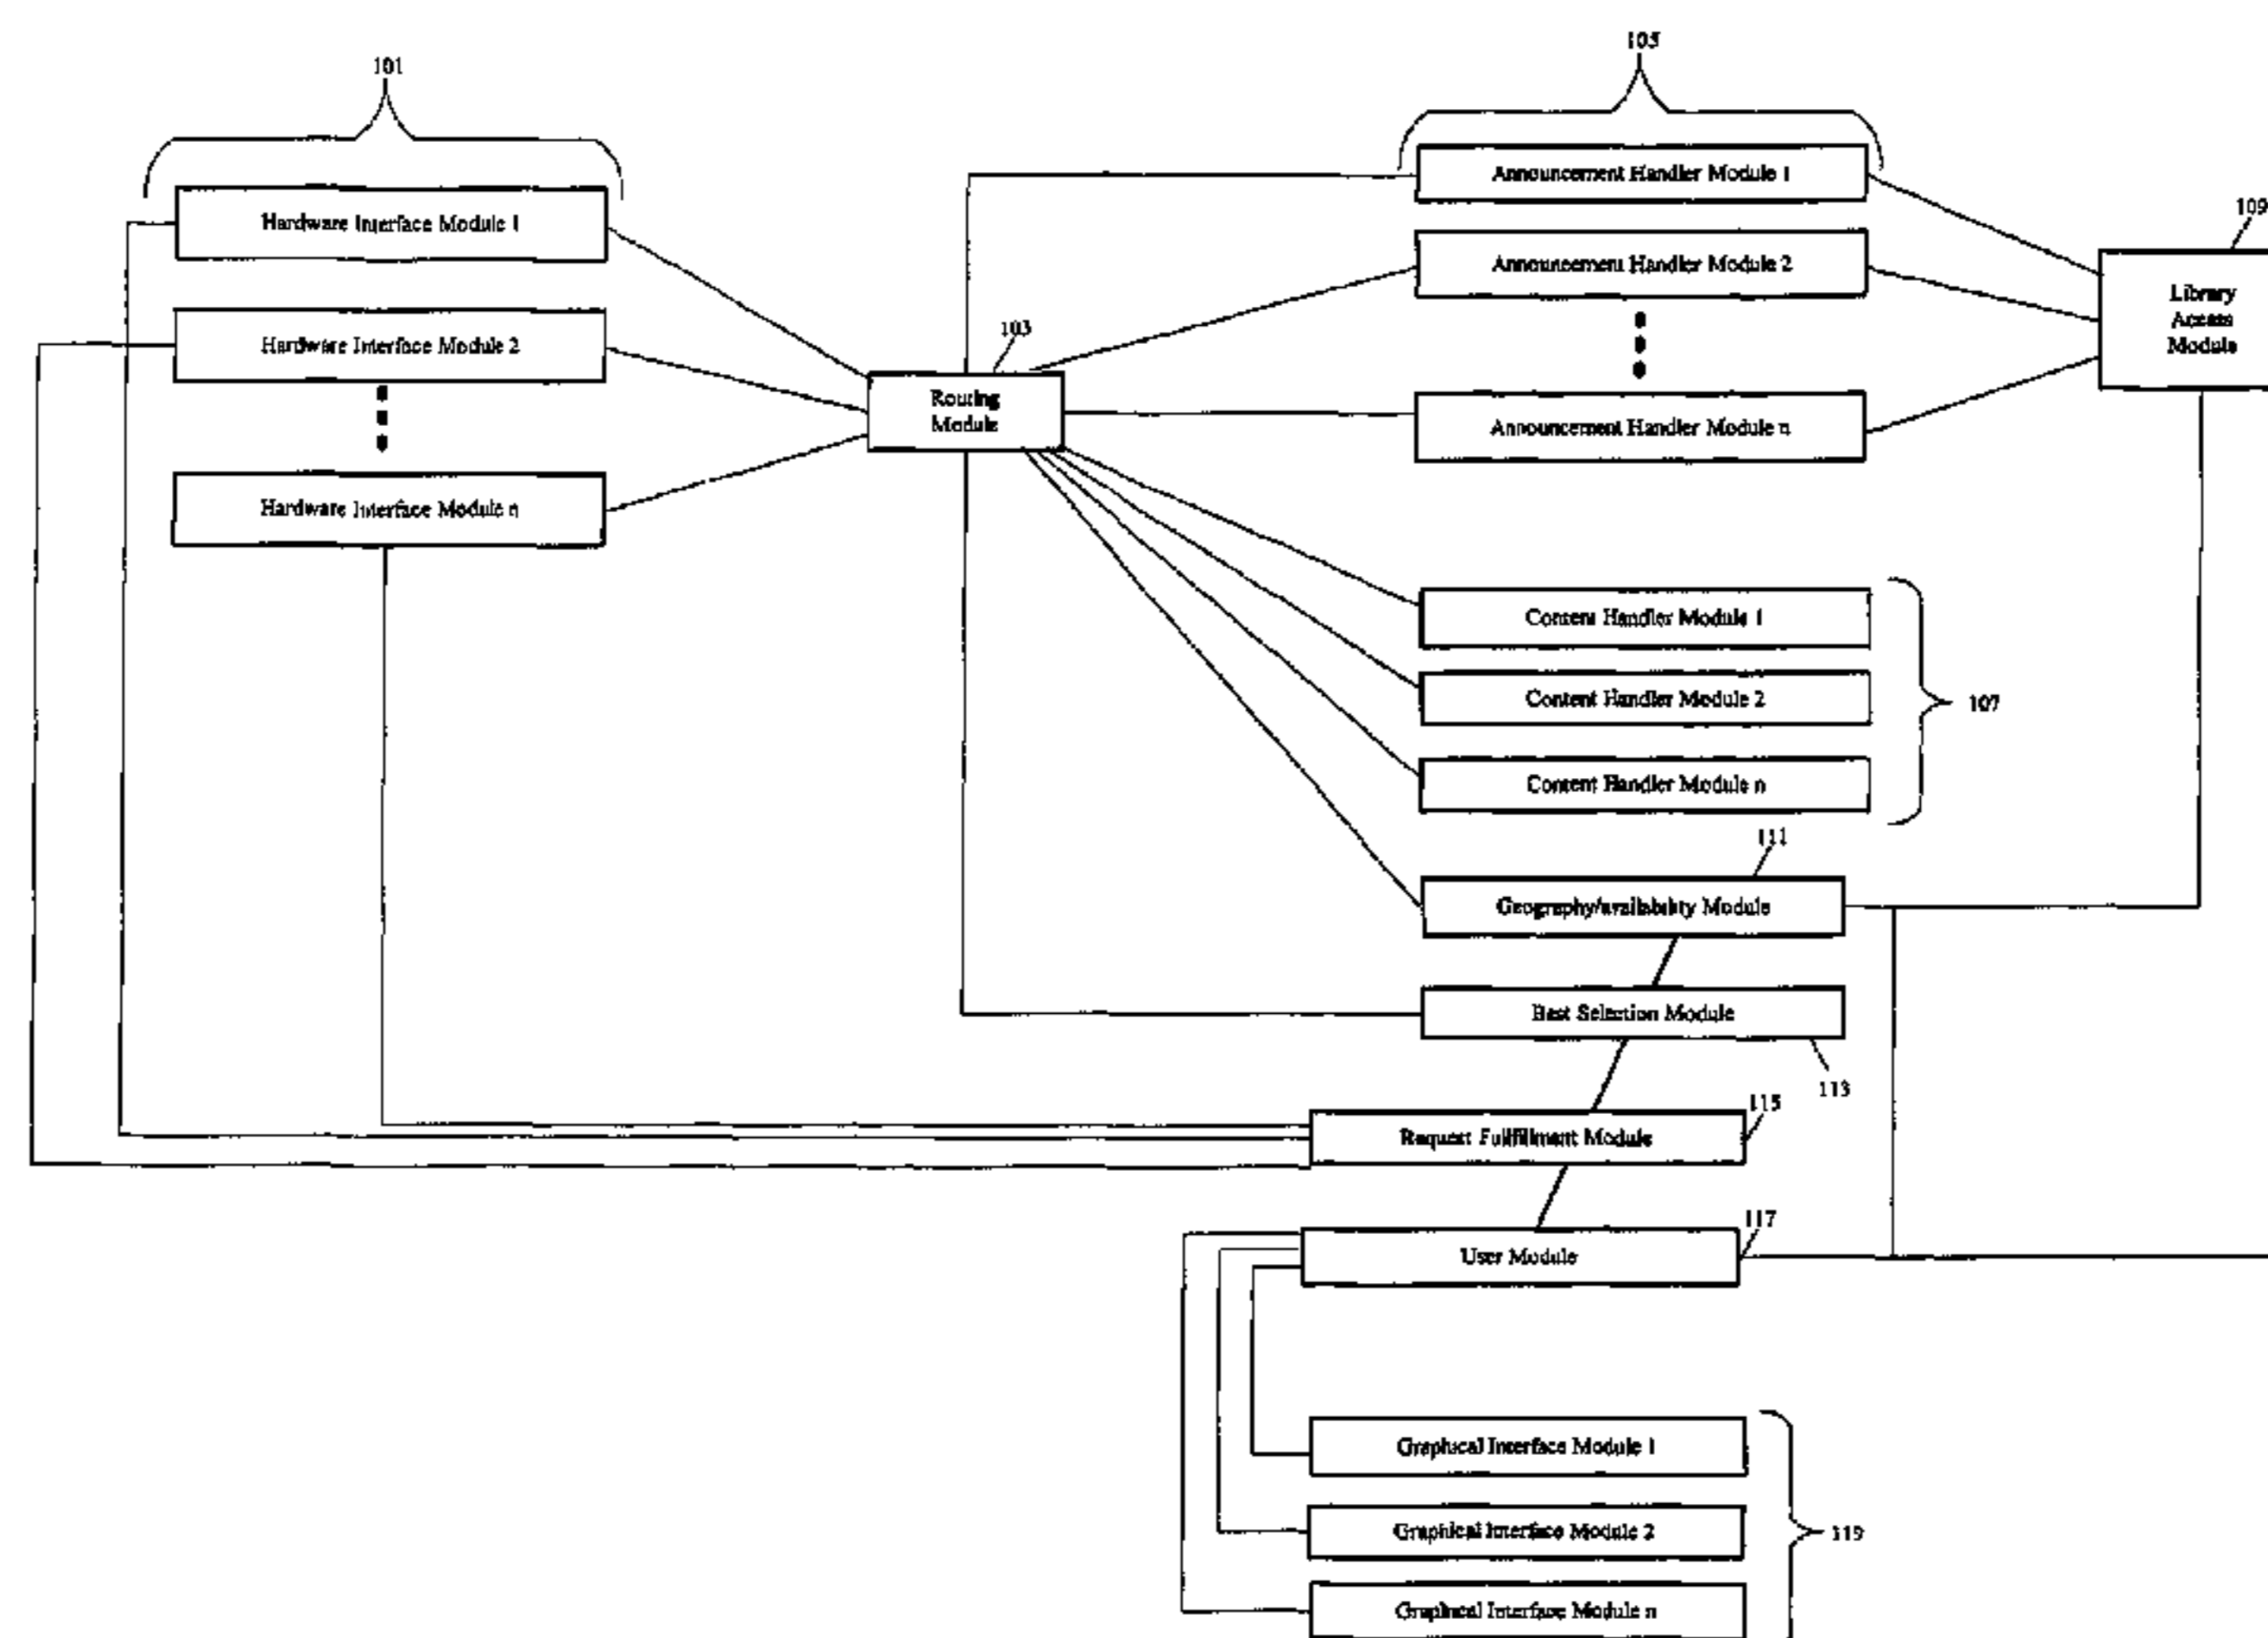 101
105
Hardware Interface Module 1
Hardware Interface Module 2
Hardware Interface Module n
103
Routing
Module
Announcement Handler Module 1
Announcement Handler Module 2
Announcement Handler Module n
109
Library
Access
Module
Content Handler Module 1
Content Handler Module 2
Content Handler Module n
107
111
Geography/availability Module
Best Selection Module
113
115
Request Fullfillment Module
117
User Module
Graphical Interface Module 1
Graphical Interface Module 2
Graphical Interface Module n
119